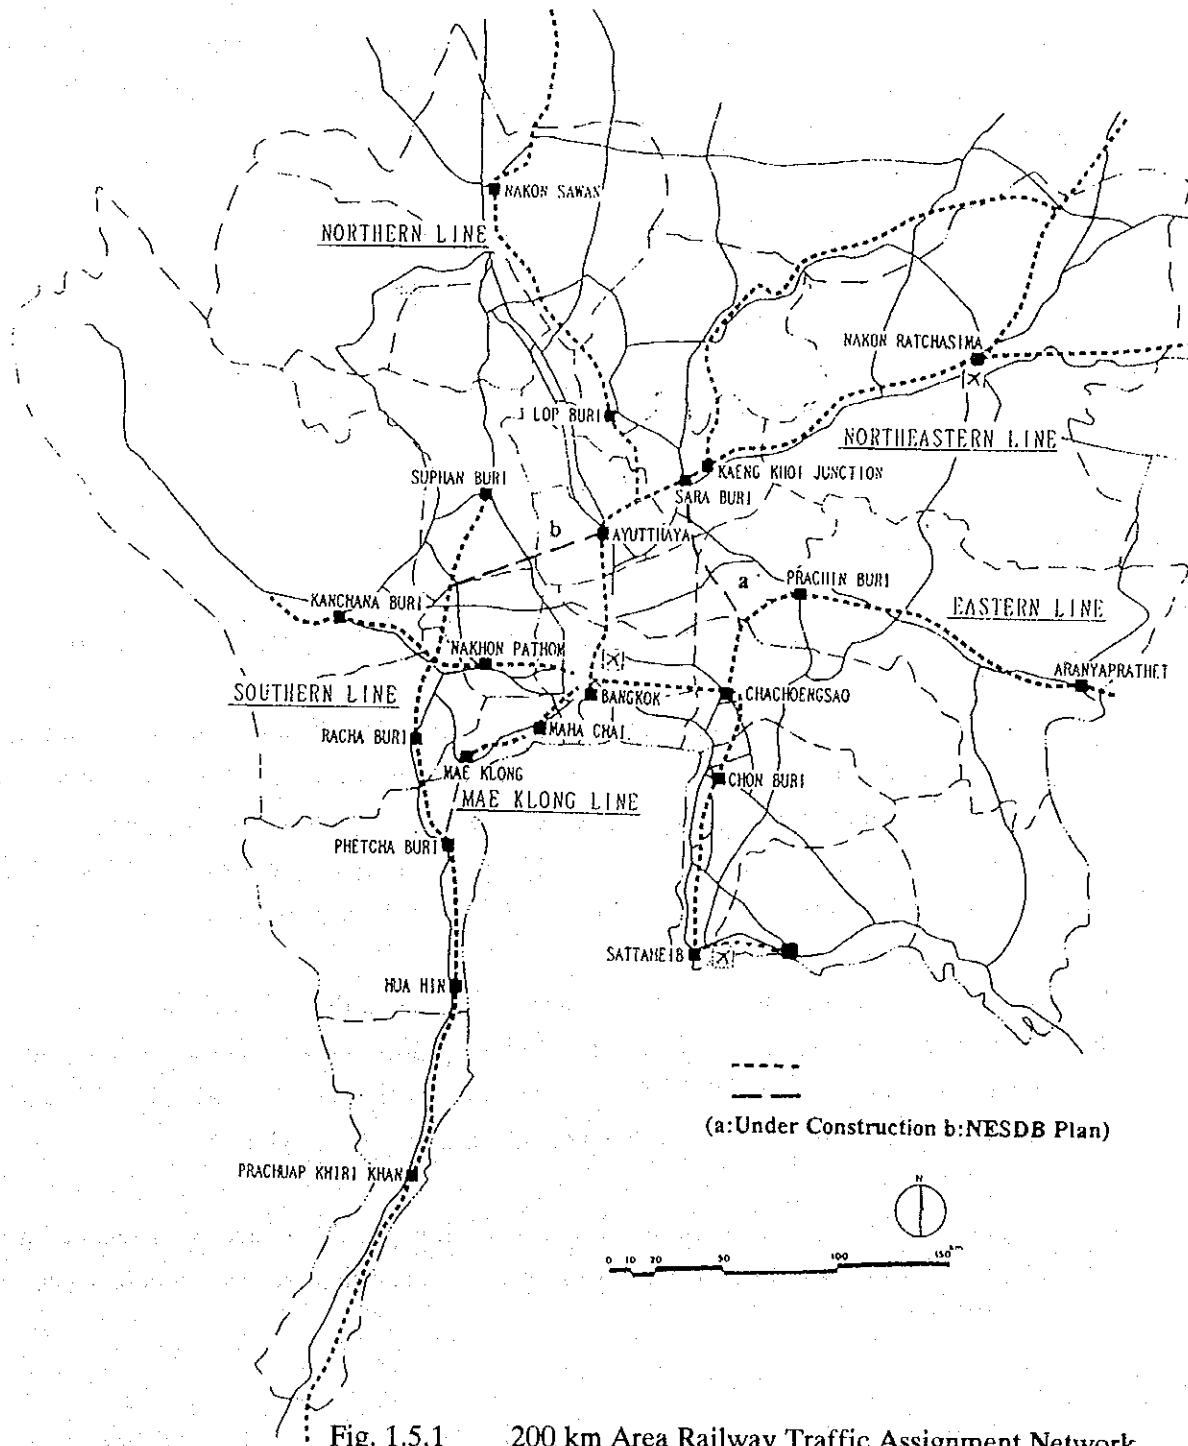 NAKON SAWAN
NORTHERN LINE
NAKON RATCHASIMA
LOP BURI
NORTHEASTERN LINE
KAENG KHOI JUNCTION
SUPHAN BURI
SARA BURI
b
AYUTTHAYA
a
PRACHIN BURI
KANCHANA BURI
EASTERN LINE
NAKHON PATHOM
ARANYAPRATHET
SOUTHERN LINE
BANGKOK
CHACHOENGSAO
RACHA BURI
MAHA CHAI
MAE KLONG
CHON BURI
MAE KLONG LINE
PHETCHA BURI
SATTAHEIB
HUA HIN
(a:Under Construction b:NESDB Plan)
PRACHUAP KHIRI KHAN
N
0 10 20 50 100 150 km
Fig. 1.5.1 200 km Area Railway Traffic Assignment Network